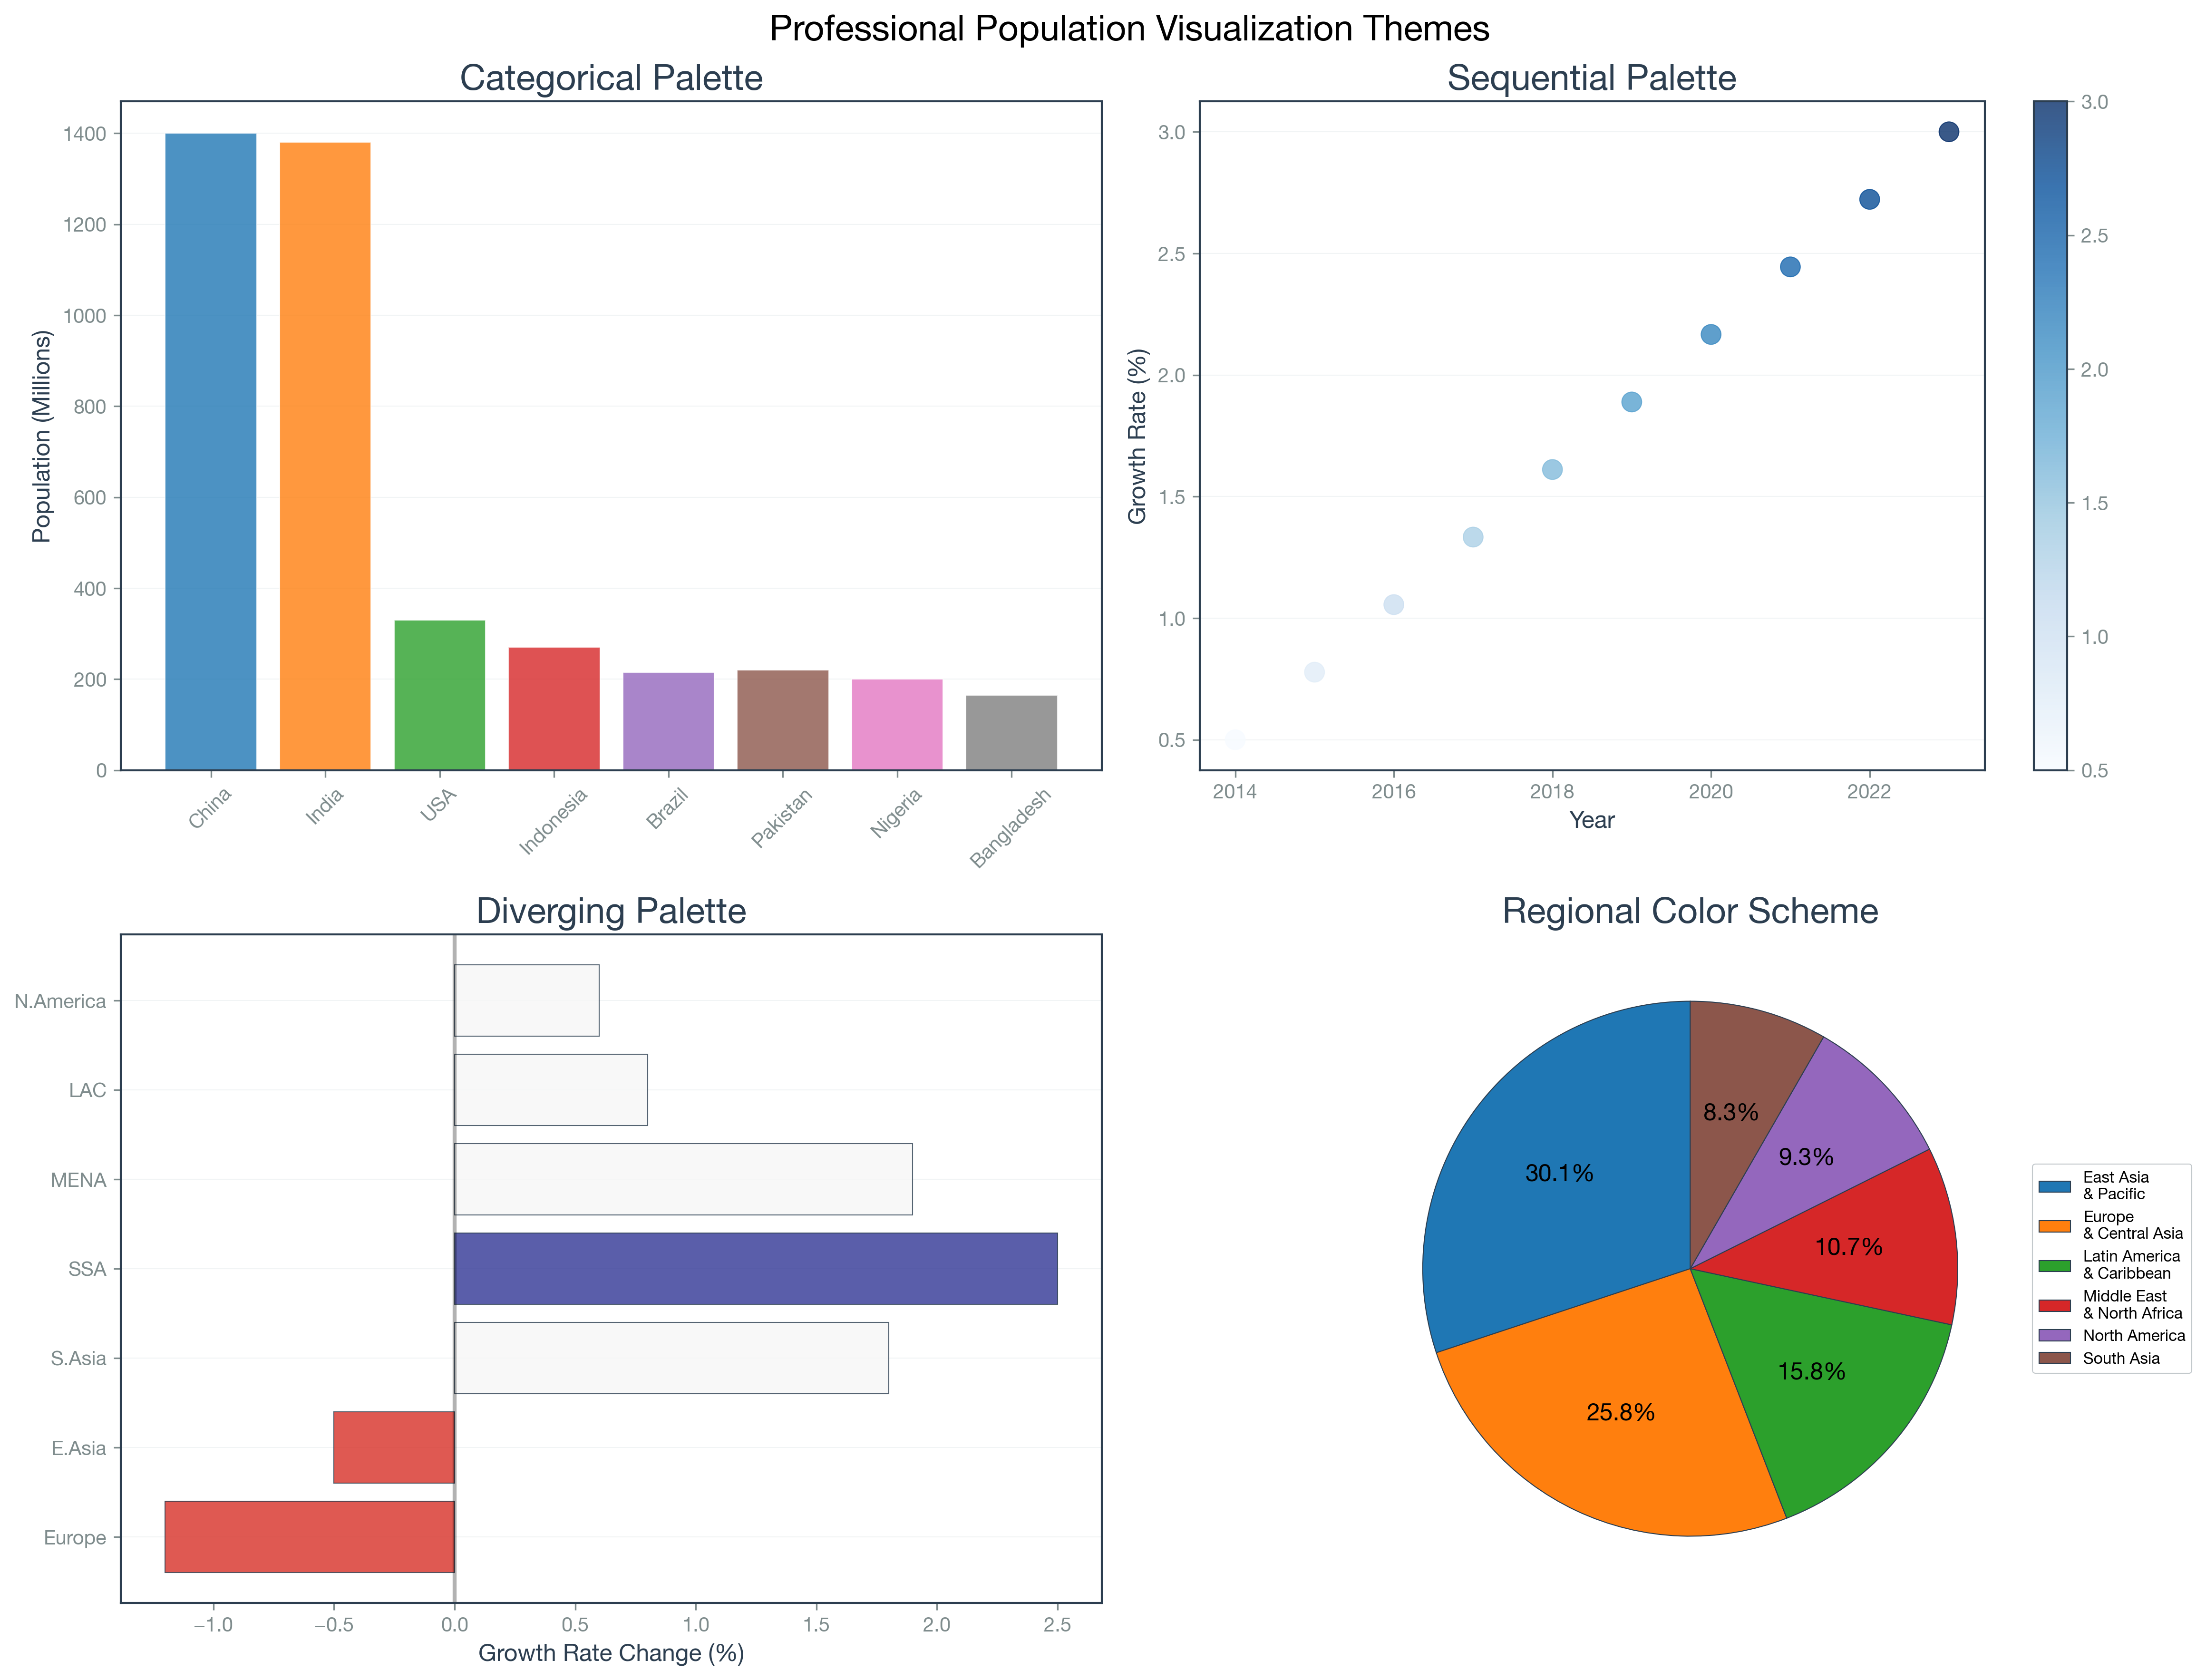 Professional Population Visualization Themes
Categorical Palette
Population (Millions)
1400
1200
1000
800
600
400
200
0
China
India
USA
Indonesia
Brazil
Pakistan
Nigeria
Bangladesh
Sequential Palette
Growth Rate (%)
3.0
2.5
2.0
1.5
1.0
0.5
2014
2016
2018
2020
2022
Year
3.0
2.5
2.0
1.5
1.0
0.5
Diverging Palette
N.America
LAC
MENA
SSA
S.Asia
E.Asia
Europe
−1.0
−0.5
0.0
0.5
1.0
1.5
2.0
2.5
Growth Rate Change (%)
Regional Color Scheme
8.3%
9.3%
30.1%
10.7%
15.8%
25.8%
East Asia
& Pacific
Europe
& Central Asia
Latin America
& Caribbean
Middle East
& North Africa
North America
South Asia